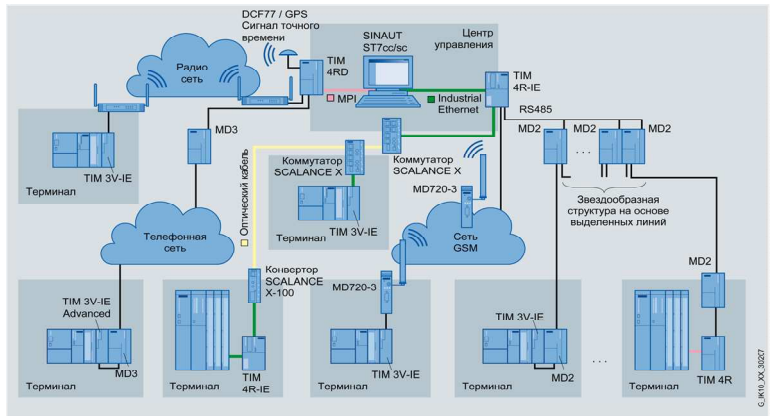 DCF77 / GPS
Сигнал точного
времени
SINAUT
ST7cc/sc
Центр
управления
Радио
сеть
TIM
4RD
MPI
Industrial
Ethernet
TIM
4R-IE
RS485
MD3
MD2
MD2
MD2
. . .
TIM 3V-IE
Терминал
Оптический кабель
Коммутатор
SCALANCE X
Коммутатор
SCALANCE X
MD720-3
Звездообразная
структура на основе
выделенных линий
TIM 3V-IE
Терминал
Телефонная
сеть
Сеть
GSM
Конвертор
SCALANCE
X-100
MD720-3
MD2
TIM 3V-IE
Advanced
MD3
Терминал
TIM
4R-IE
Терминал
TIM 3V-IE
Терминал
TIM 3V-IE
MD2
Терминал
. . .
TIM 4R
Терминал
G_IK10_XX_30207